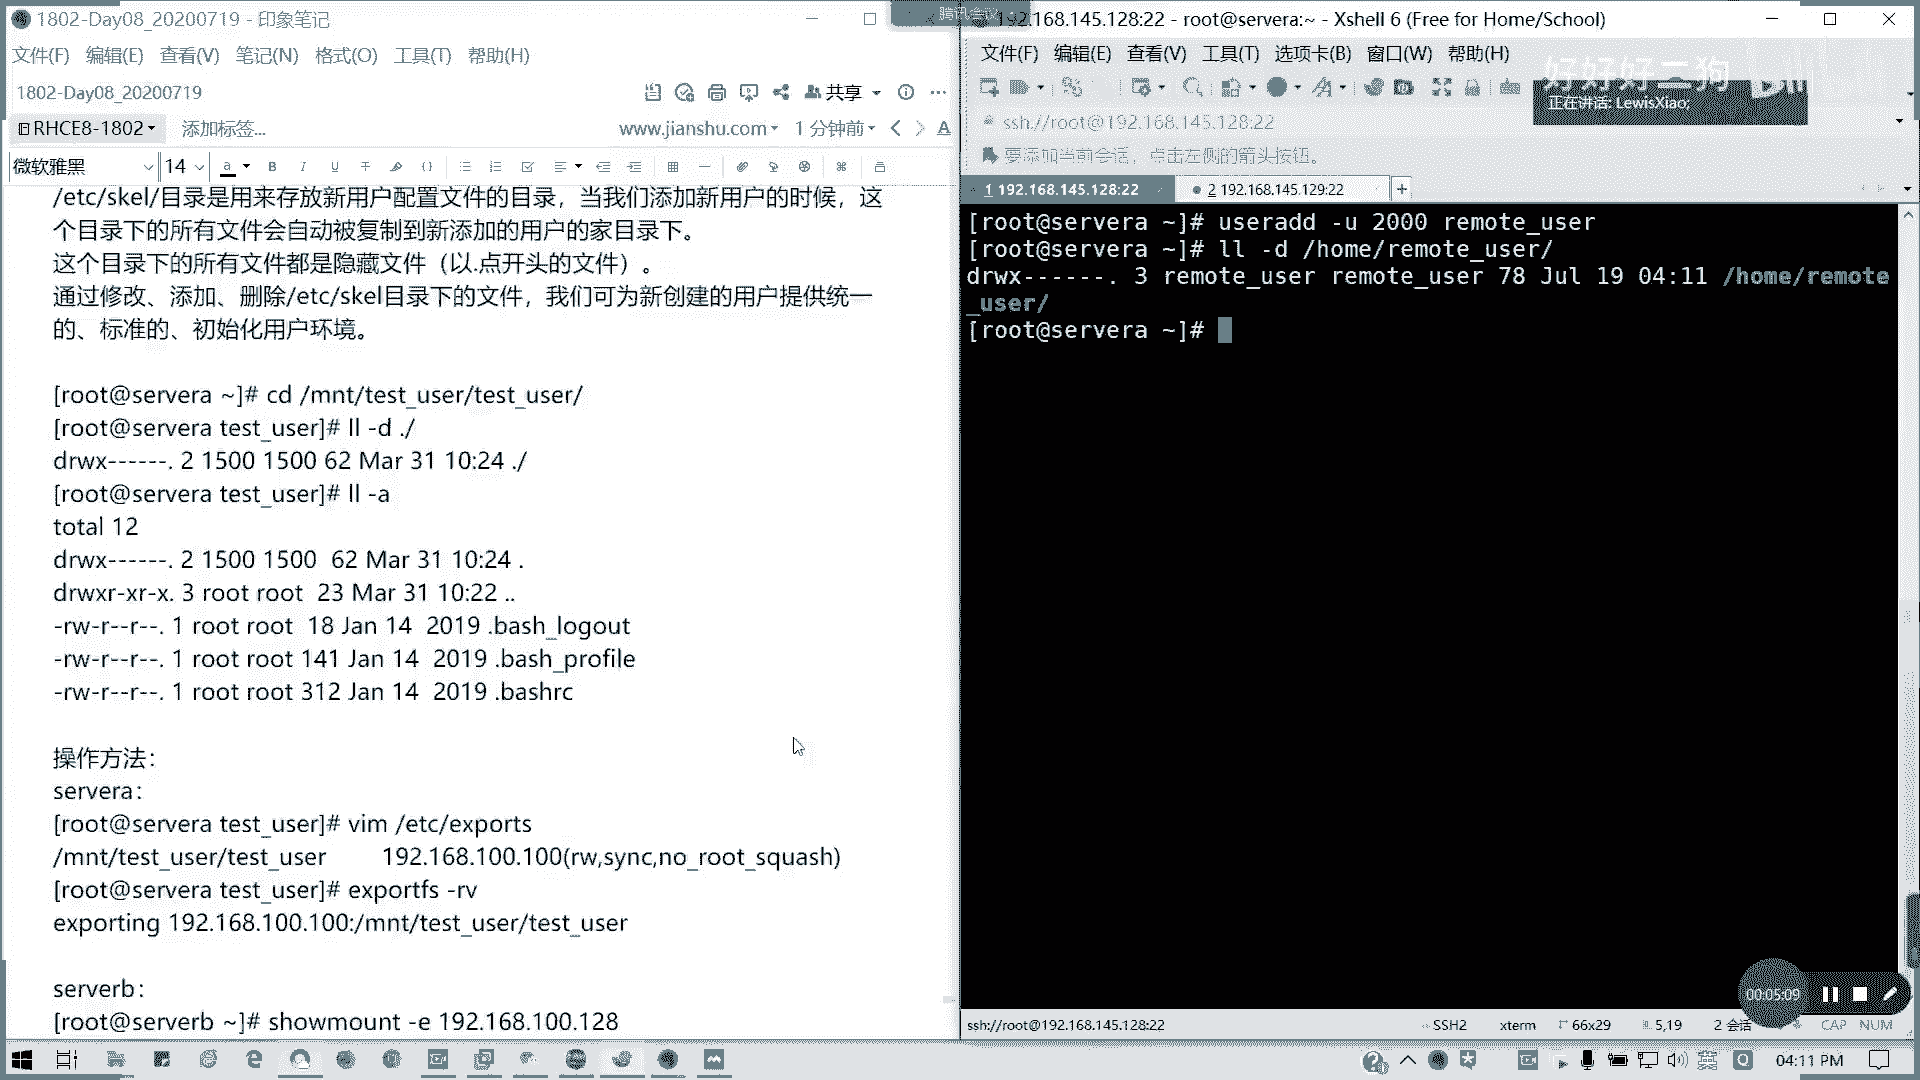 1802-Day08_20200719 - 印象笔记
文件(F) 编辑(E) 查看(V) 笔记(N) 格式(O) 工具(T) 帮助(H)
1802-Day08_20200719
共享
RHCE8-1802
添加标签...
www.jianshu.com
1 分钟前
微软雅黑
14
/etc/skel/目录是用来存放新用户配置文件的目录，当我们添加新用户的时候，这
个目录下的所有文件会自动被复制到新添加的用户的家目录下。
这个目录下的所有文件都是隐藏文件（以.点开头的文件）。
通过修改、添加、删除/etc/skel目录下的文件，我们可为新创建的用户提供统一
的、标准的、初始化用户环境。
[root@servera ~]# cd /mnt/test_user/test_user/
[root@servera test_user]# ll -d ./
drwx------. 2 1500 1500 62 Mar 31 10:24 ./
[root@servera test_user]# ll -a
total 12
drwx------. 2 1500 1500  62 Mar 31 10:24 .
drwxr-xr-x. 3 root root  23 Mar 31 10:22 ..
-rw-r--r--. 1 root root  18 Jan 14  2019 .bash_logout
-rw-r--r--. 1 root root 141 Jan 14  2019 .bash_profile
-rw-r--r--. 1 root root 312 Jan 14  2019 .bashrc
操作方法：
servera：
[root@servera test_user]# vim /etc/exports
/mnt/test_user/test_user 192.168.100.100(rw,sync,no_root_squash)
[root@servera test_user]# exportfs -rv
exporting 192.168.100.100:/mnt/test_user/test_user
serverb：
[root@serverb ~]# showmount -e 192.168.100.128
腾讯会议
192.168.145.128:22 - root@servera:~ - Xshell 6 (Free for Home/School)
文件(F) 编辑(E) 查看(V) 工具(T) 选项卡(B) 窗口(W) 帮助(H)
好好好二狗
正在讲话: LewisXiao;
ssh://root@192.168.145.128:22
要添加当前会话，点击左侧的箭头按钮。
1 192.168.145.128:22
2 192.168.145.129:22
[root@servera ~]# useradd -u 2000 remote_user
[root@servera ~]# ll -d /home/remote_user/
drwx------. 3 remote_user remote_user 78 Jul 19 04:11 /home/remote
_user/
[root@servera ~]#
00:05:09
ssh://root@192.168.145.128:22
SSH2
xterm
66x29
5,19
2 会话
CAP NUM
04:11 PM